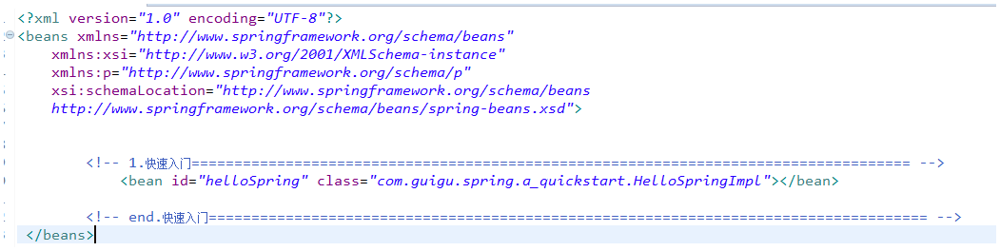 <?xml version="1.0" encoding="UTF-8"?>
<beans xmlns="http://www.springframework.org/schema/beans"
xmlns:xsi="http://www.w3.org/2001/XMLSchema-instance"
xmlns:p="http://www.springframework.org/schema/p"
xsi:schemaLocation="http://www.springframework.org/schema/beans
http://www.springframework.org/schema/beans/spring-beans.xsd">
<!-- 1.快速入门==================================================================================== -->
<bean id="helloSpring" class="com.guigu.spring.a_quickstart.HelloSpringImpl"></bean>
<!-- end.快速入门==================================================================================== -->
</beans>